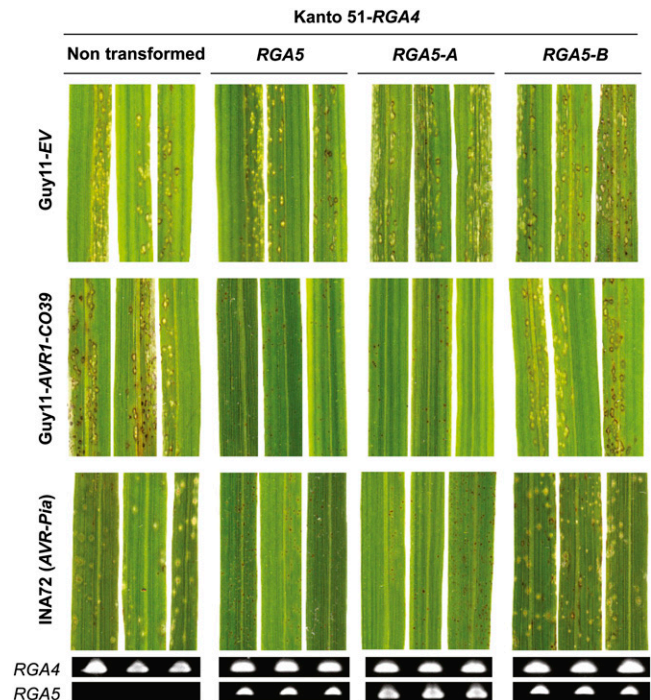 Kanto 51-RGA4
Non transformed RGA5 RGA5-A RGA5-B
Guy11-EV
Guy11-AVR1-CO39
INA72 (AVR-Pia)
RGA4
RGA5